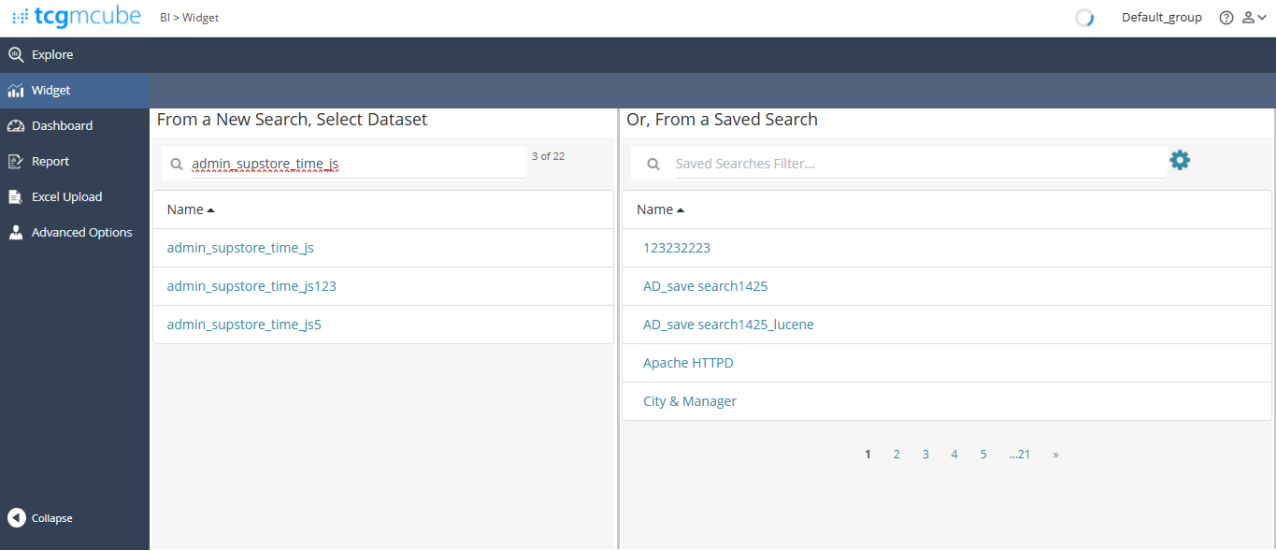 tcgmcube
BI > Widget
Default_group
Explore
Widget
Dashboard
Report
Excel Upload
Advanced Options
Collapse
From a New Search, Select Dataset
admin_supstore_time_js
3 of 22
Name
admin_supstore_time_js
admin_supstore_time_js123
admin_supstore_time_js5
Or, From a Saved Search
Saved Searches Filter...
Name
123232223
AD_save search1425
AD_save search1425_lucene
Apache HTTPD
City & Manager
1 2 3 4 5 ...21 »